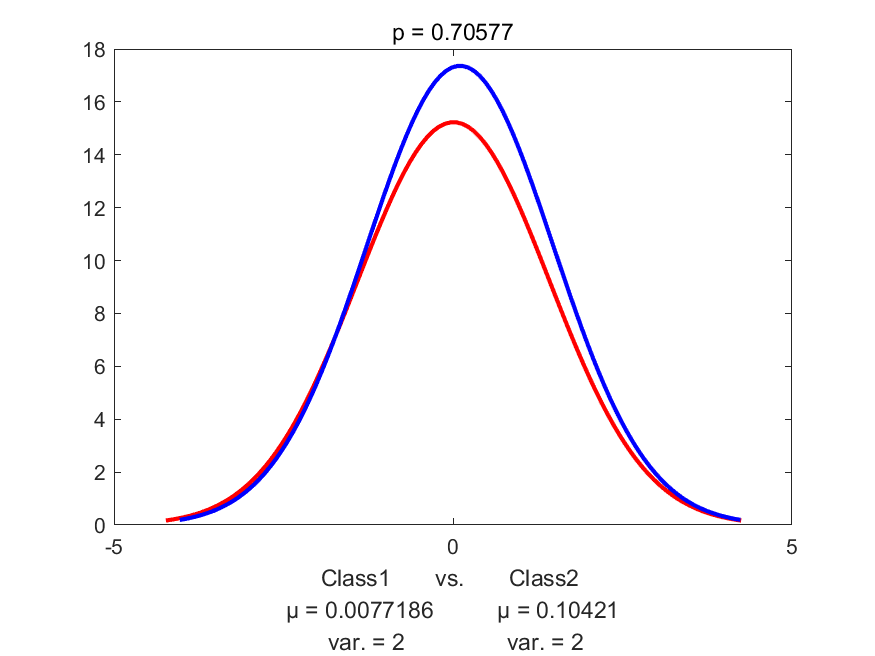 p = 0.70577
18
16
14
12
10
8
6
4
2
0
-5 0 5
Class1 vs. Class2
μ = 0.0077186 μ = 0.10421
var. = 2 var. = 2